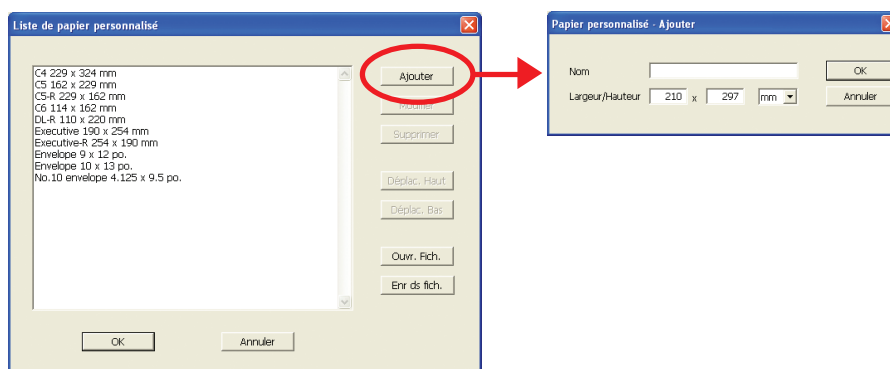 Liste de papier personnalisé
C4 229 x 324 mm
C5 162 x 229 mm
C5-R 229 x 162 mm
C6 114 x 162 mm
DL-R 110 x 220 mm
Executive 190 x 254 mm
Executive-R 254 x 190 mm
Envelope 9 x 12 po.
Envelope 10 x 13 po.
No.10 envelope 4.125 x 9.5 po.
Ajouter
Modifier
Supprimer
Déplac. Haut
Déplac. Bas
Ouvr. Fich.
Enr ds fich.
OK
Annuler
Papier personnalisé - Ajouter
Nom
OK
Largeur/Hauteur 210 x 297 mm
Annuler